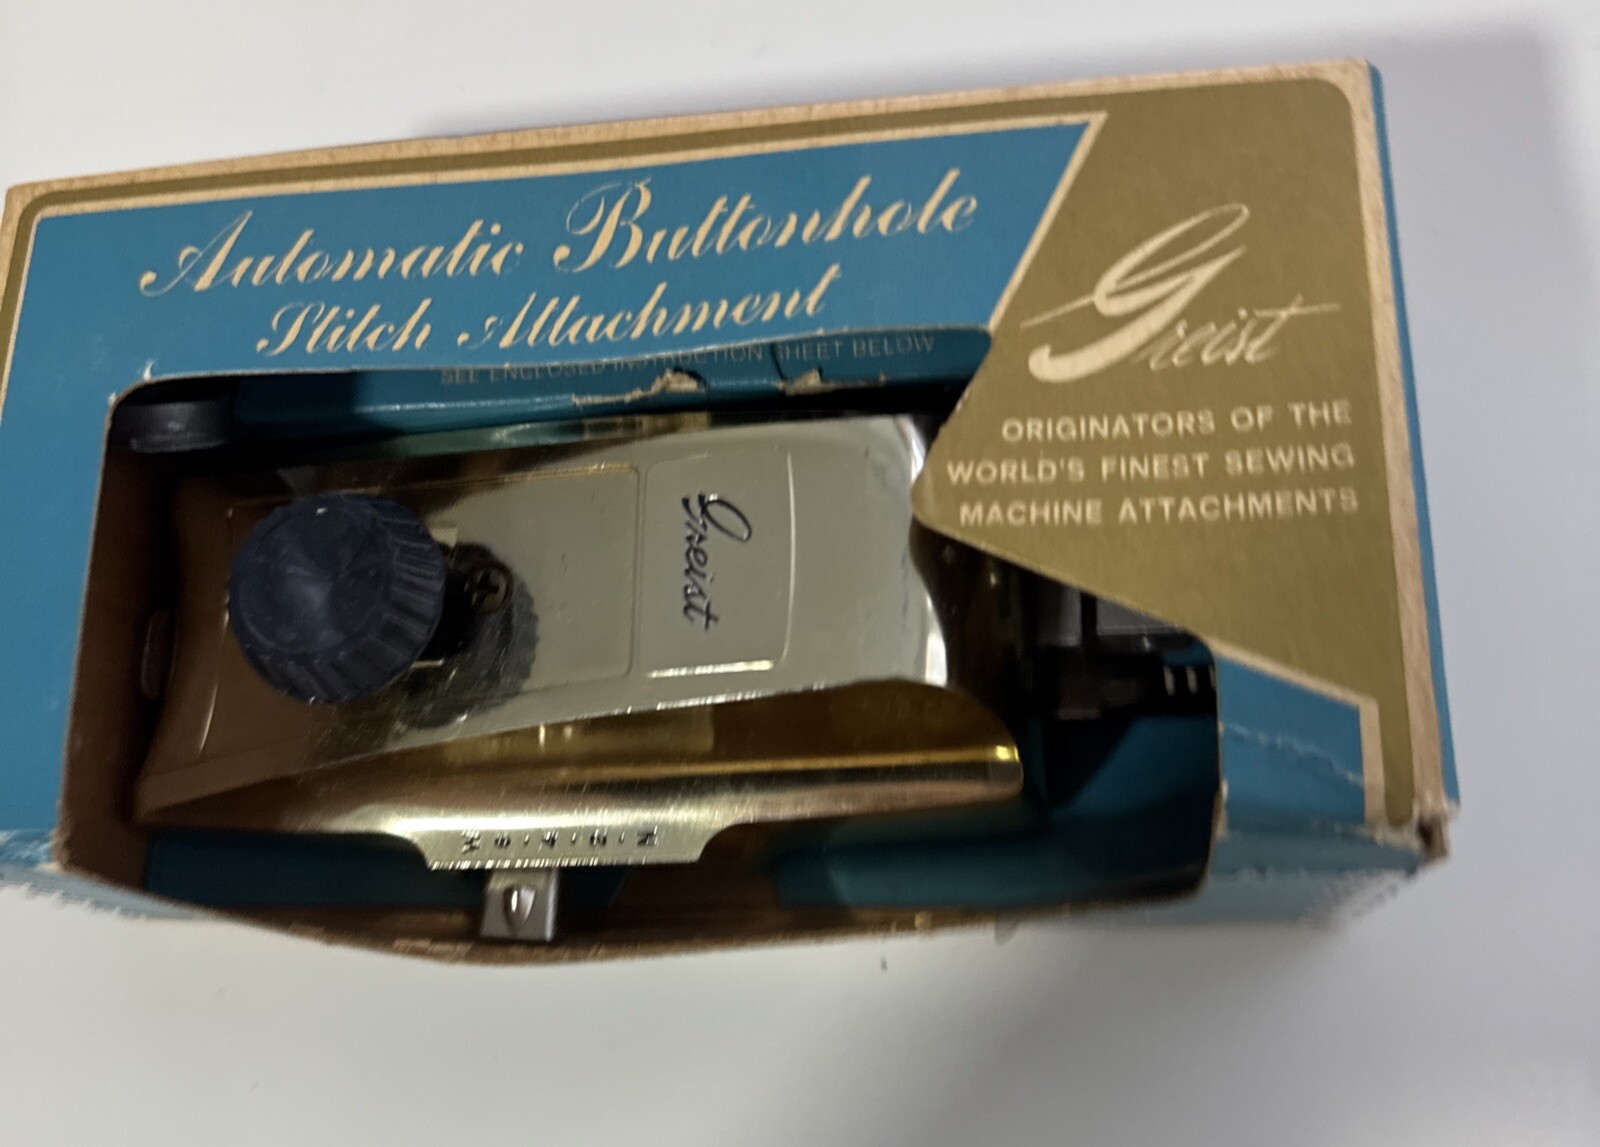 Automatic Buttonhole
Stitch Attachment
SEE ENCLOSED INSTRUCTION SHEET BELOW
Greist
ORIGINATORS OF THE
WORLD'S FINEST SEWING
MACHINE ATTACHMENTS
Greist